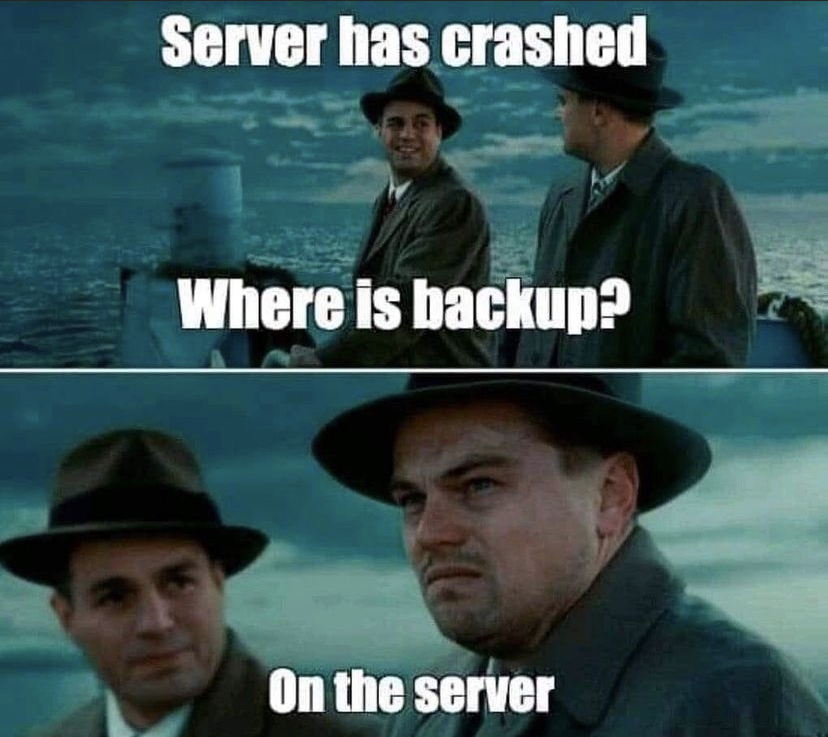 Server has crashed
Where is backup?
On the server